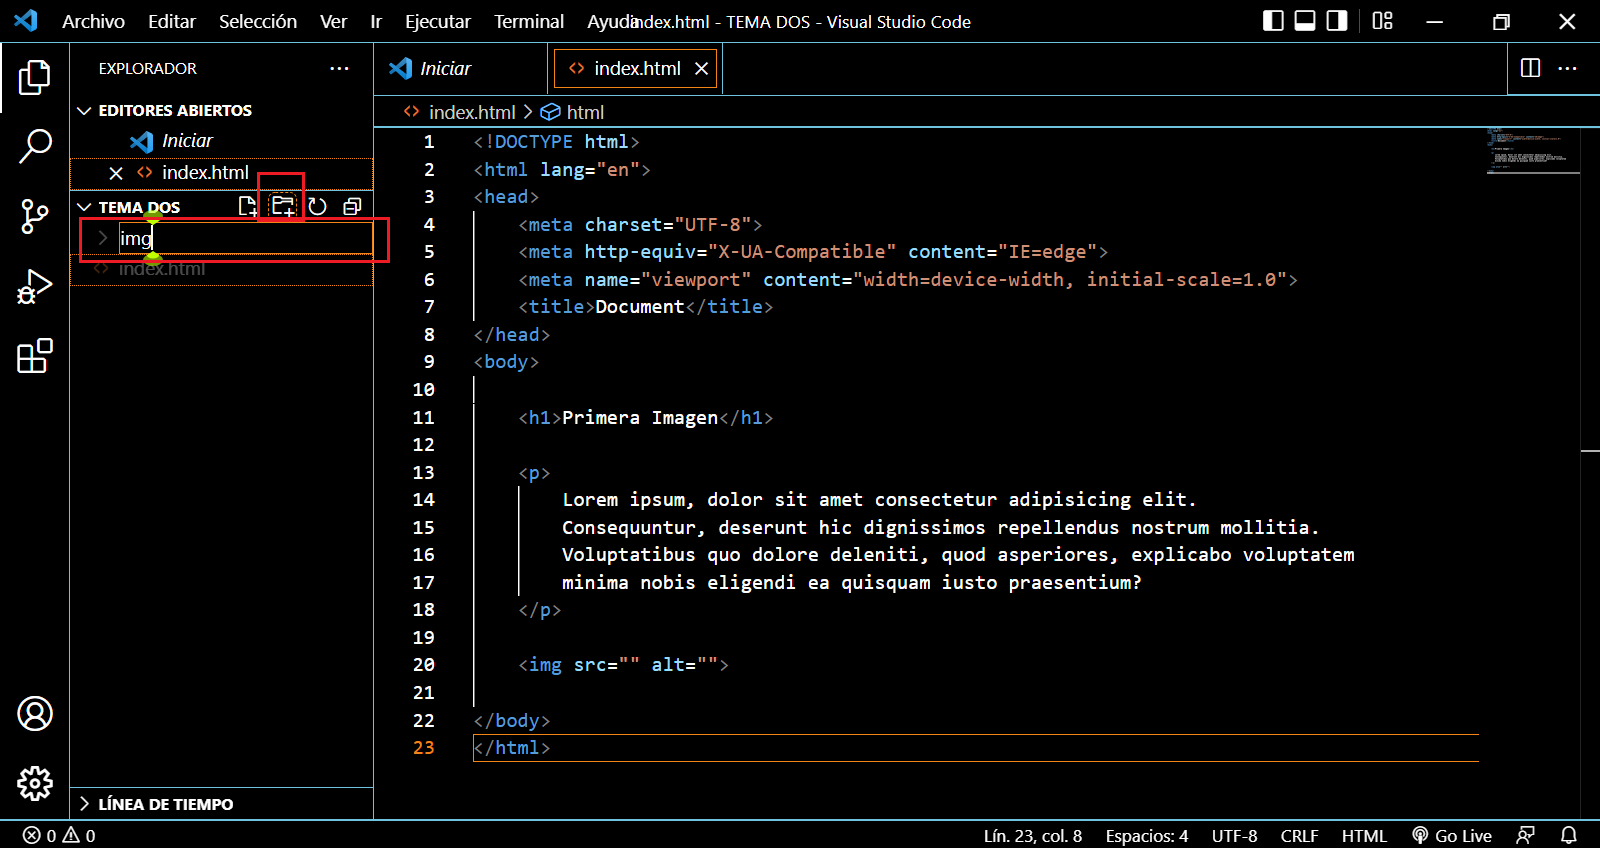 Archivo Editar Selección Ver Ir Ejecutar Terminal Ayuda index.html - TEMA DOS - Visual Studio Code
EXPLORADOR
EDITORES ABIERTOS
Iniciar
index.html
TEMA DOS
img
index.html
LÍNEA DE TIEMPO
Iniciar index.html
index.html > html
1 <!DOCTYPE html>
2 <html lang="en">
3 <head>
4 <meta charset="UTF-8">
5 <meta http-equiv="X-UA-Compatible" content="IE=edge">
6 <meta name="viewport" content="width=device-width, initial-scale=1.0">
7 <title>Document</title>
8 </head>
9 <body>
10
11 <h1>Primera Imagen</h1>
12
13 <p>
14 Lorem ipsum, dolor sit amet consectetur adipisicing elit.
15 Consequuntur, deserunt hic dignissimos repellendus nostrum mollitia.
16 Voluptatibus quo dolore deleniti, quod asperiores, explicabo voluptatem
17 minima nobis eligendi ea quisquam iusto praesentium?
18 </p>
19
20 <img src="" alt="">
21
22 </body>
23 </html>
0 0 Lín. 23, col. 8 Espacios: 4 UTF-8 CRLF HTML Go Live